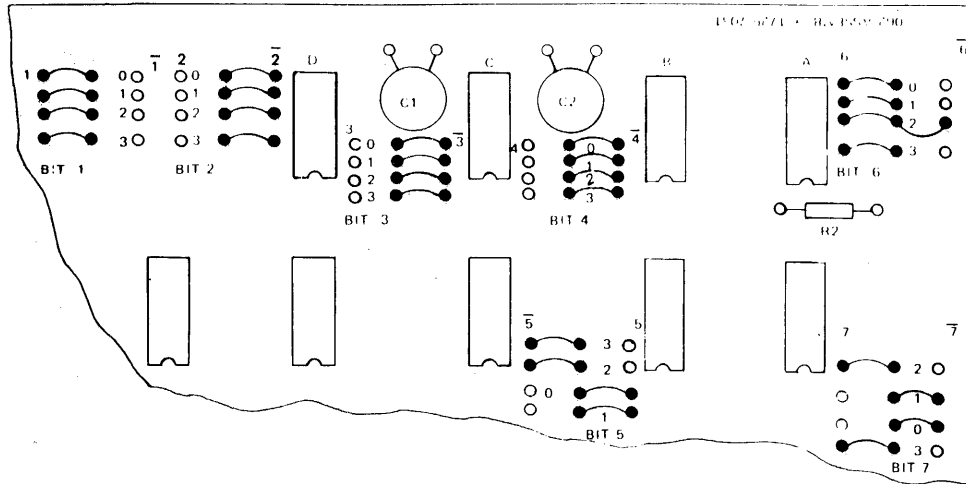 6 6̅
1 1̅ 2 2̅ D C B A
0 0 0
1 1 C1 C2 1
2 2 2
3 3 3
BIT 1 BIT 2 BIT 6
3 3̅ 4 4̅
0 0
1 1
2 2
3 3
BIT 3 BIT 4
R2
5̅ 5 7 7̅
3
2 2
0 1
1 0
BIT 5 3
BIT 7